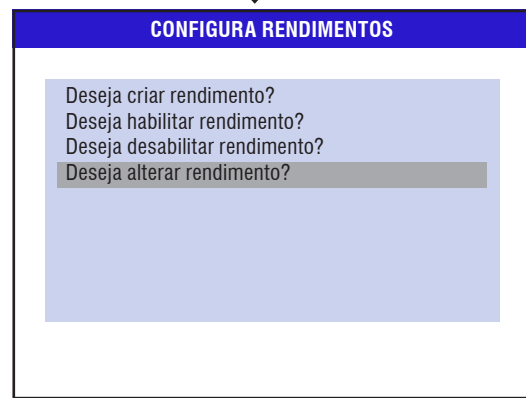 CONFIGURA RENDIMENTOS
Deseja criar rendimento?
Deseja habilitar rendimento?
Deseja desabilitar rendimento?
Deseja alterar rendimento?